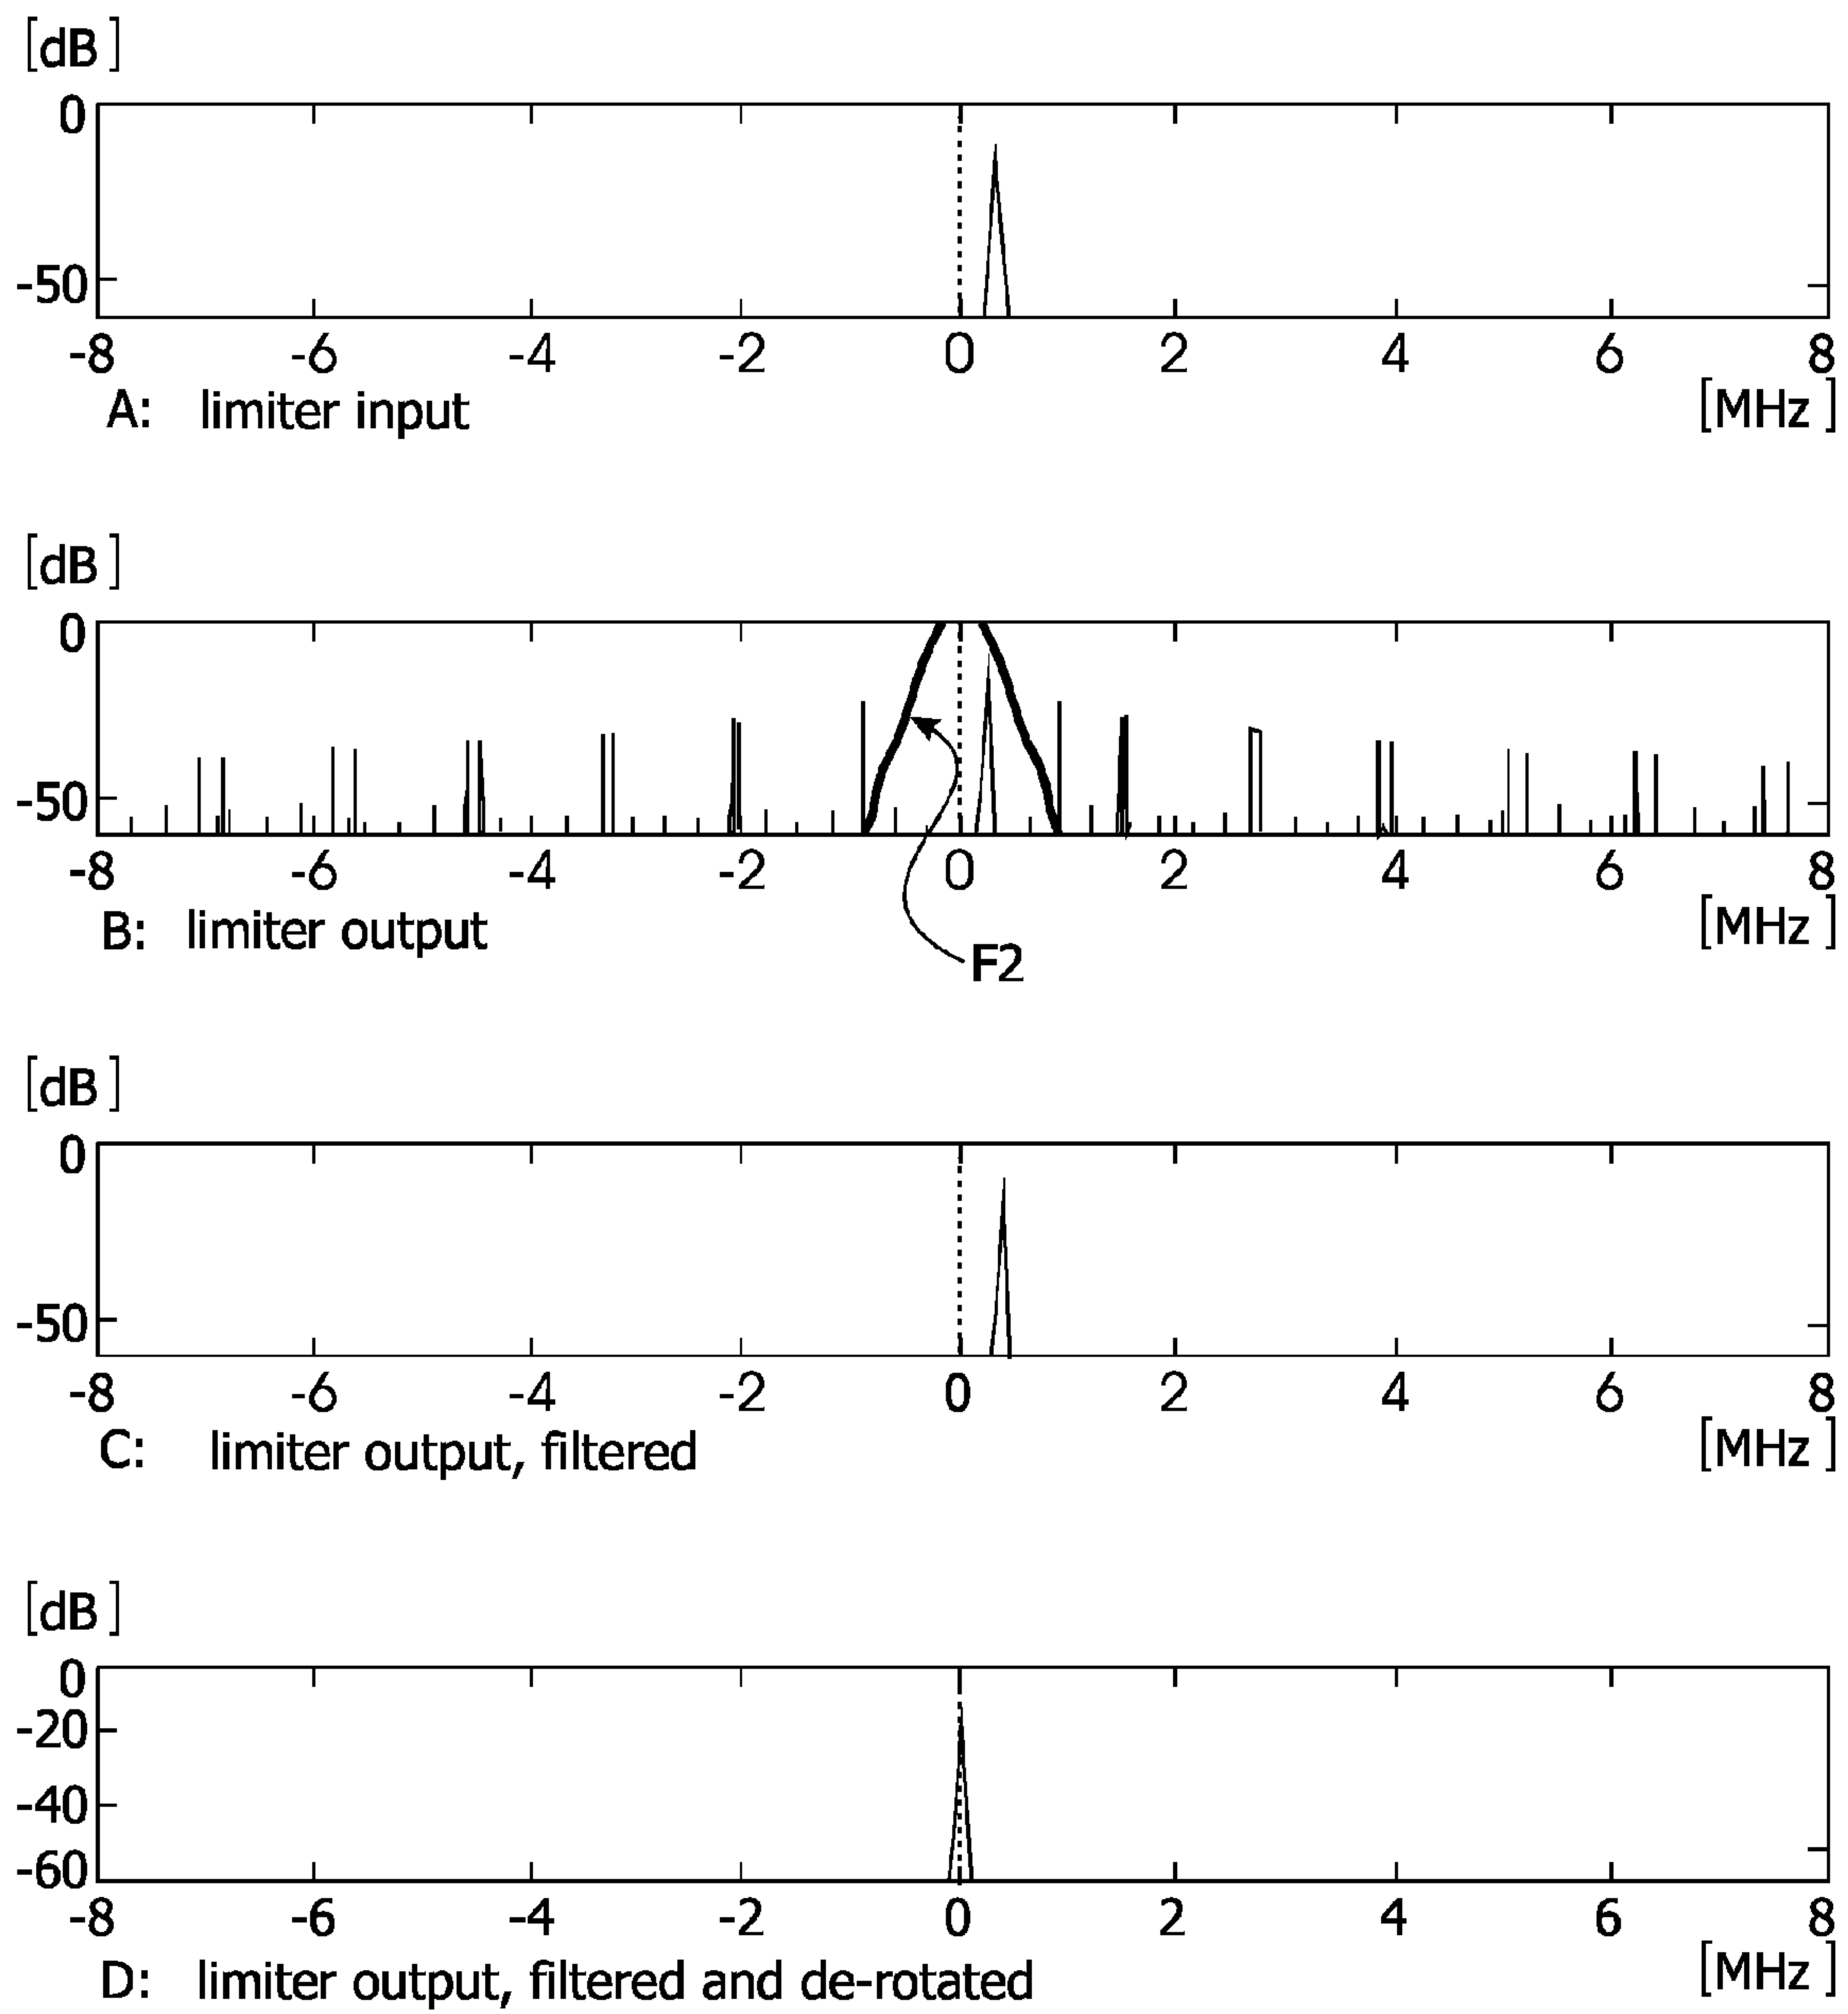 [dB]
0
-50
-8 -6 -4 -2 0 2 4 6 8
A: limiter input [MHz]
[dB]
0
-50
-8 -6 -4 -2 0 2 4 6 8
B: limiter output [MHz]
F2
[dB]
0
-50
-8 -6 -4 -2 0 2 4 6 8
C: limiter output, filtered [MHz]
[dB]
0
-20
-40
-60
-8 -6 -4 -2 0 2 4 6 8
D: limiter output, filtered and de-rotated [MHz]